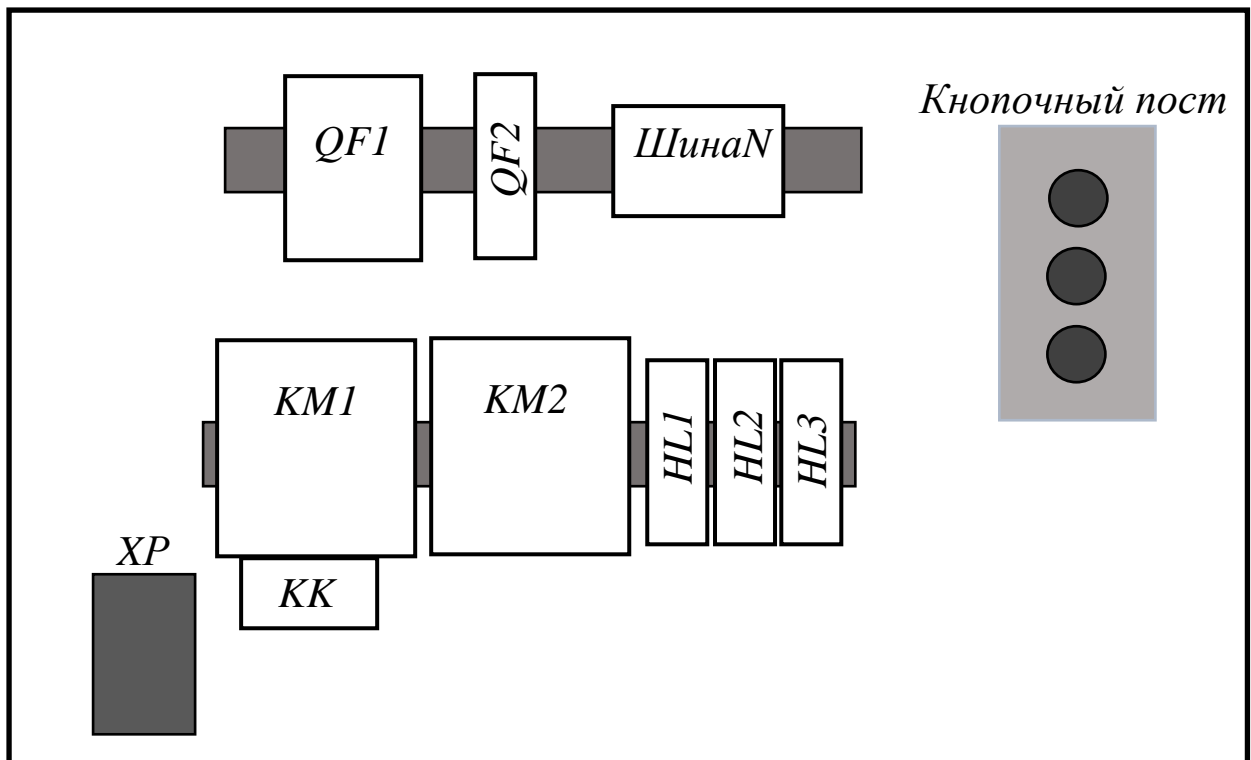 Кнопочный пост
QF1
QF2
ШинаN
KM1
KM2
HL1
HL2
HL3
XP
KK